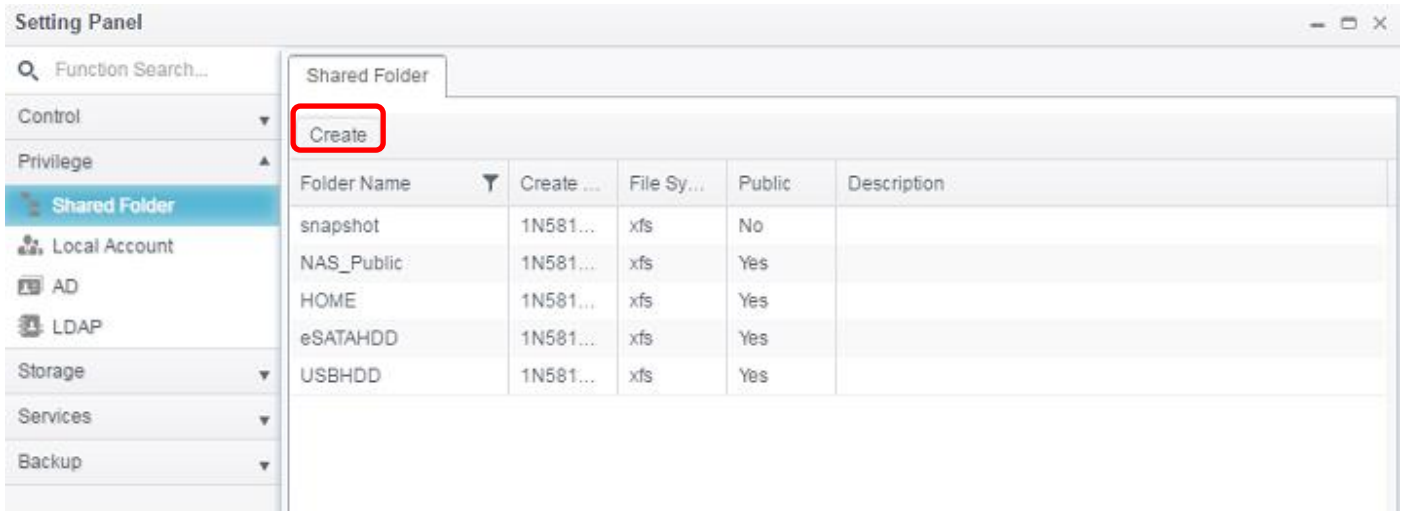 Setting Panel
Function Search...
Control
Privilege
Shared Folder
Local Account
AD
LDAP
Storage
Services
Backup
Shared Folder
Create
Folder Name Create ... File Sy... Public Description
snapshot 1N581... xfs No
NAS_Public 1N581... xfs Yes
HOME 1N581... xfs Yes
eSATAHDD 1N581... xfs Yes
USBHDD 1N581... xfs Yes